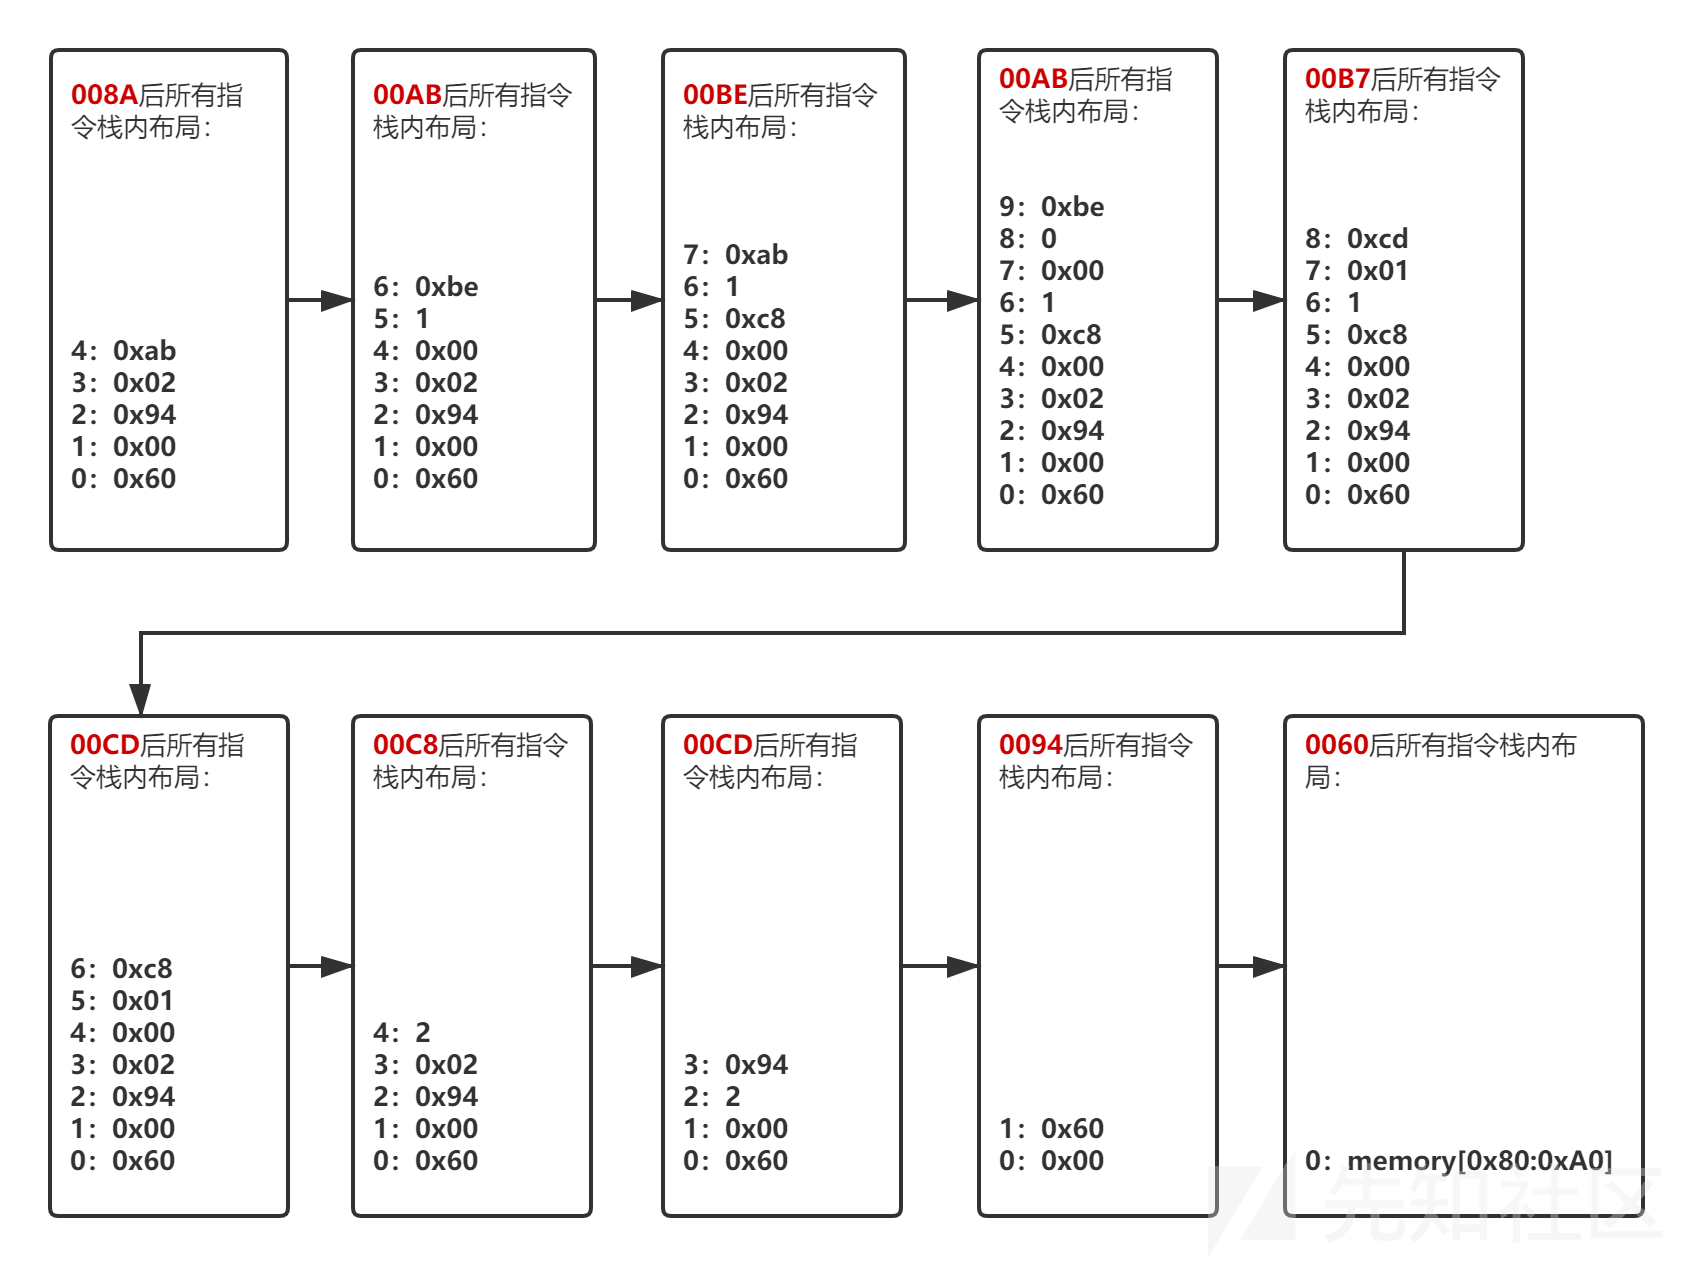 008A后所有指
令栈内布局：
4：0xab
3：0x02
2：0x94
1：0x00
0：0x60
00AB后所有指令
栈内布局：
6：0xbe
5：1
4：0x00
3：0x02
2：0x94
1：0x00
0：0x60
00BE后所有指令
栈内布局：
7：0xab
6：1
5：0xc8
4：0x00
3：0x02
2：0x94
1：0x00
0：0x60
00AB后所有指
令栈内布局：
9：0xbe
8：0
7：0x00
6：1
5：0xc8
4：0x00
3：0x02
2：0x94
1：0x00
0：0x60
00B7后所有指令
栈内布局：
8：0xcd
7：0x01
6：1
5：0xc8
4：0x00
3：0x02
2：0x94
1：0x00
0：0x60
00CD后所有指
令栈内布局：
6：0xc8
5：0x01
4：0x00
3：0x02
2：0x94
1：0x00
0：0x60
00C8后所有指令
栈内布局：
4：2
3：0x02
2：0x94
1：0x00
0：0x60
00CD后所有指
令栈内布局：
3：0x94
2：2
1：0x00
0：0x60
0094后所有指令
栈内布局：
1：0x60
0：0x00
0060后所有指令栈内布
局：
0：memory[0x80:0xA0]
先知社区